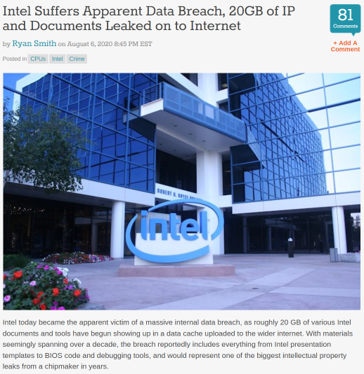 Intel Suffers Apparent Data Breach, 20GB of IP
and Documents Leaked on to Internet
81
Comments
+ Add A
Comment
by Ryan Smith on August 6, 2020 8:45 PM EST
Posted in CPUs Intel Crime
ROBERT N. NOYCE
intel
Intel today became the apparent victim of a massive internal data breach, as roughly 20 GB of various Intel
documents and tools have begun showing up in a data cache uploaded to the wider internet. With materials
seemingly spanning over a decade, the breach reportedly includes everything from Intel presentation
templates to BIOS code and debugging tools, and would represent one of the biggest intellectual property
leaks from a chipmaker in years.